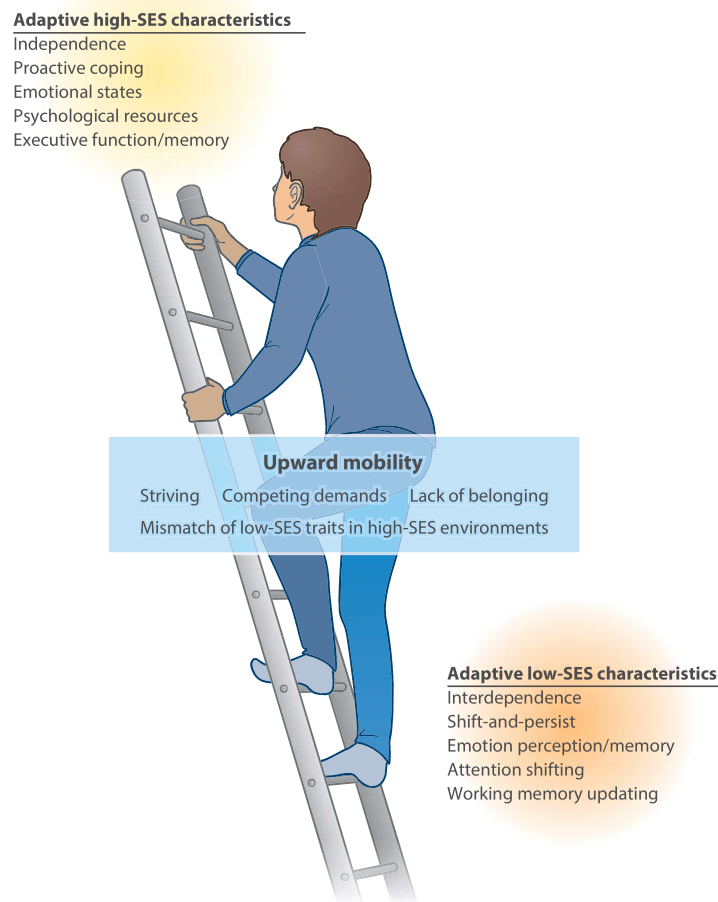 Adaptive high-SES characteristics
Independence
Proactive coping
Emotional states
Psychological resources
Executive function/memory
Upward mobility
Striving Competing demands Lack of belonging
Mismatch of low-SES traits in high-SES environments
Adaptive low-SES characteristics
Interdependence
Shift-and-persist
Emotion perception/memory
Attention shifting
Working memory updating